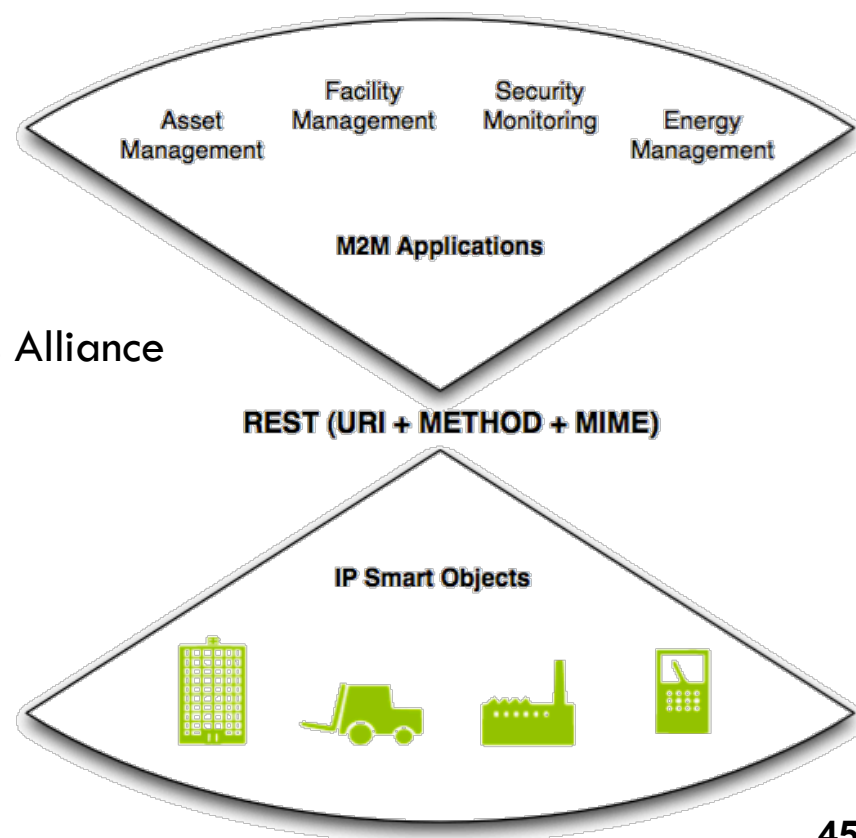 Facility
Management
Security
Monitoring
Asset
Management
Energy
Management
M2M Applications
Alliance
REST (URI + METHOD + MIME)
IP Smart Objects
45